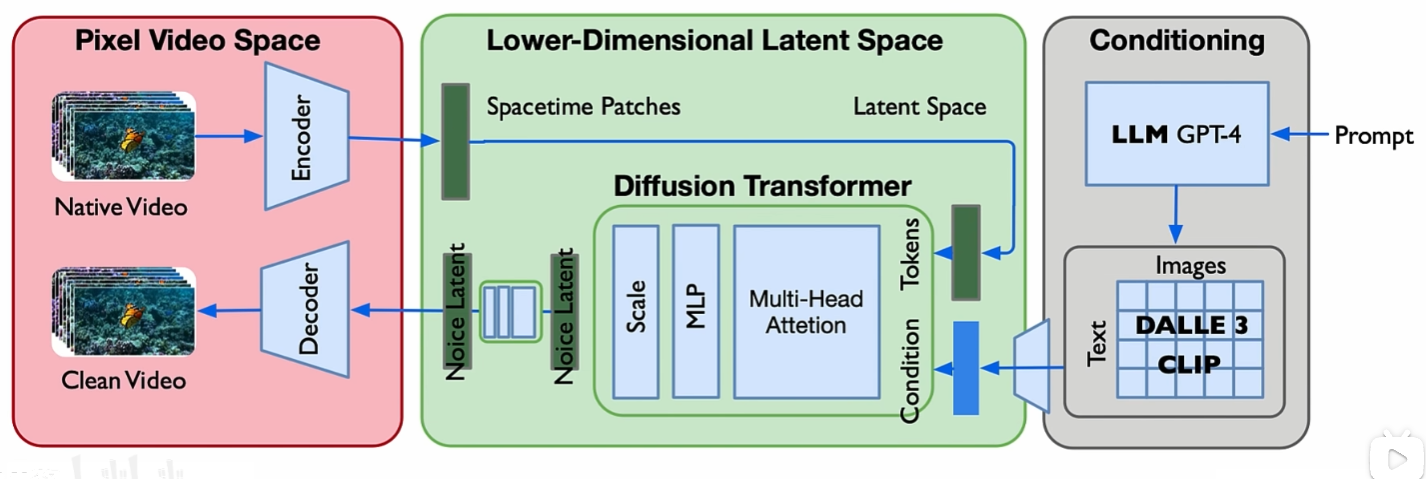 Pixel Video Space
Native Video
Encoder
Clean Video
Decoder
Lower-Dimensional Latent Space
Spacetime Patches
Latent Space
Diffusion Transformer
Noice Latent
Noice Latent
Scale
MLP
Multi-Head
Attetion
Tokens
Condition
Conditioning
LLM GPT-4
Prompt
Images
Text
DALLE 3
CLIP